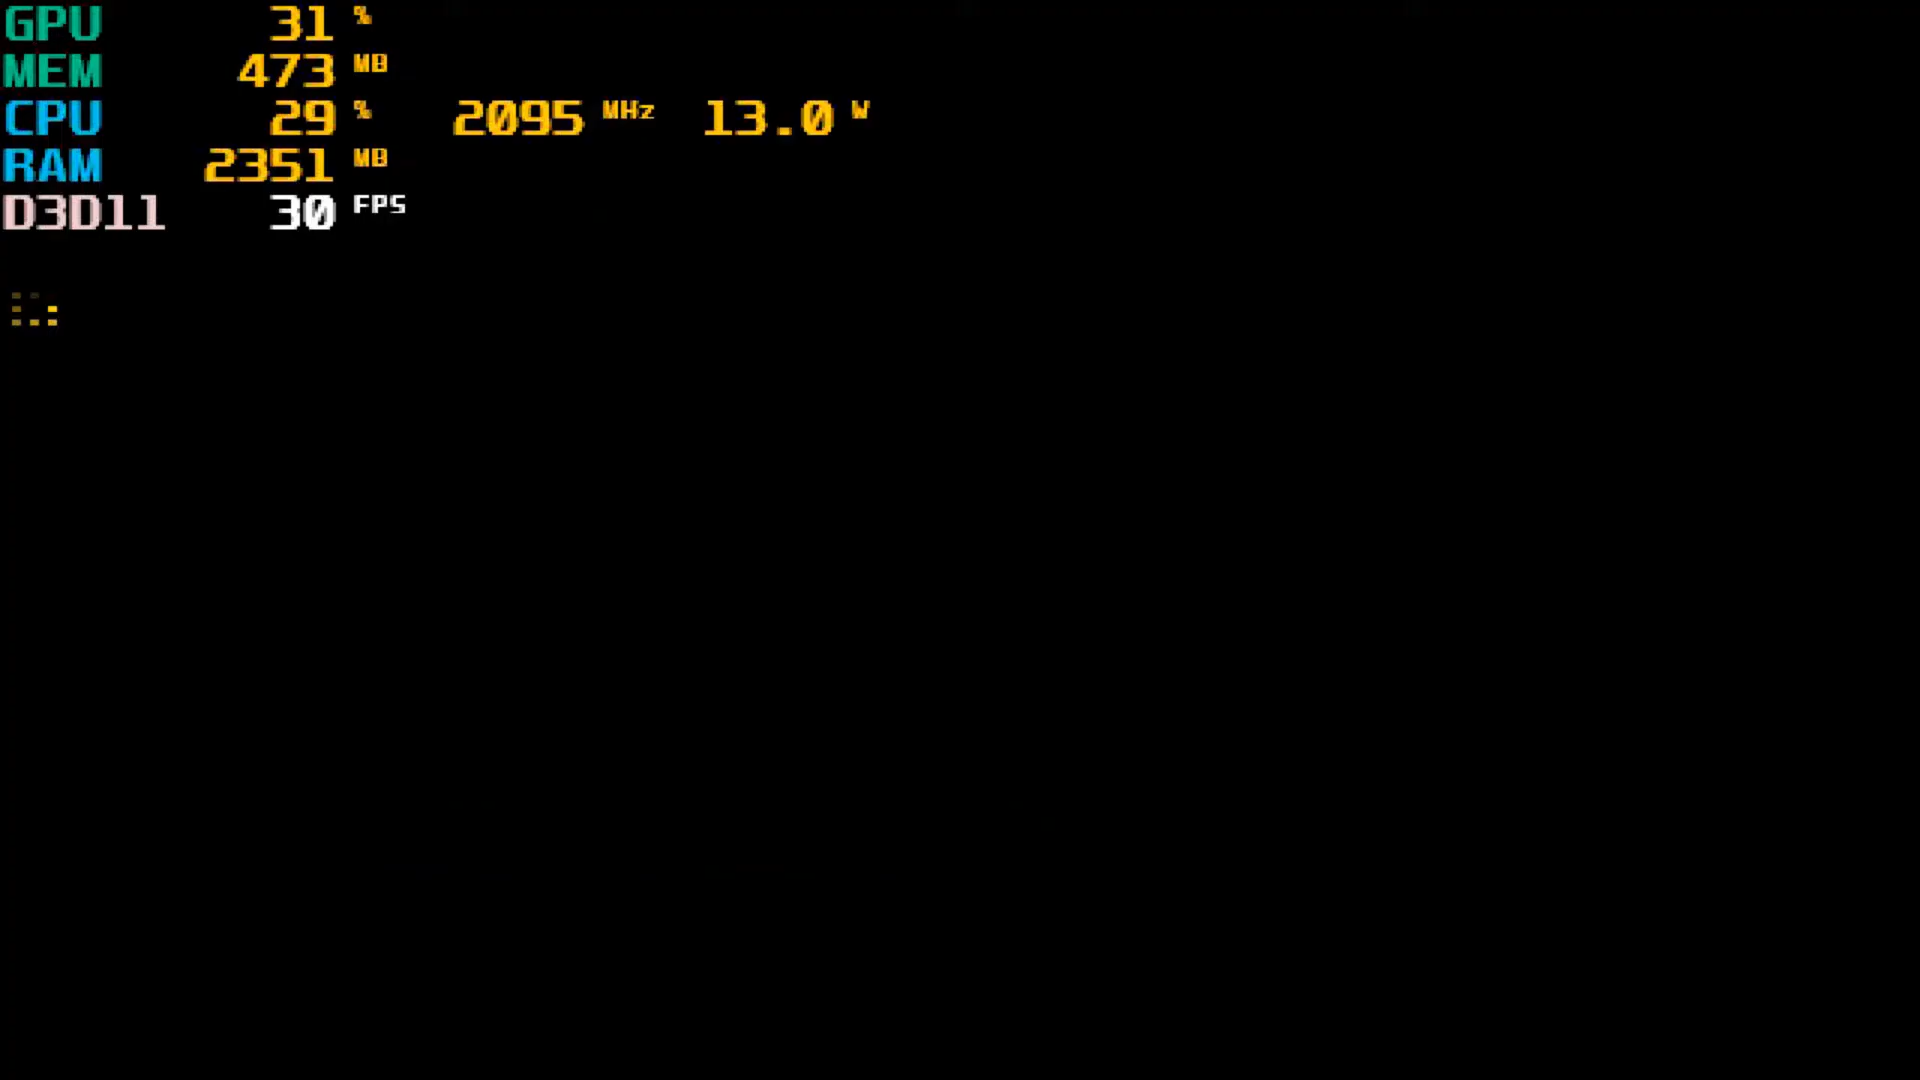 GPU 31 %
MEM 473 MB
CPU 29 % 2095 MHz 13.0 W
RAM 2351 MB
D3D11 30 FPS